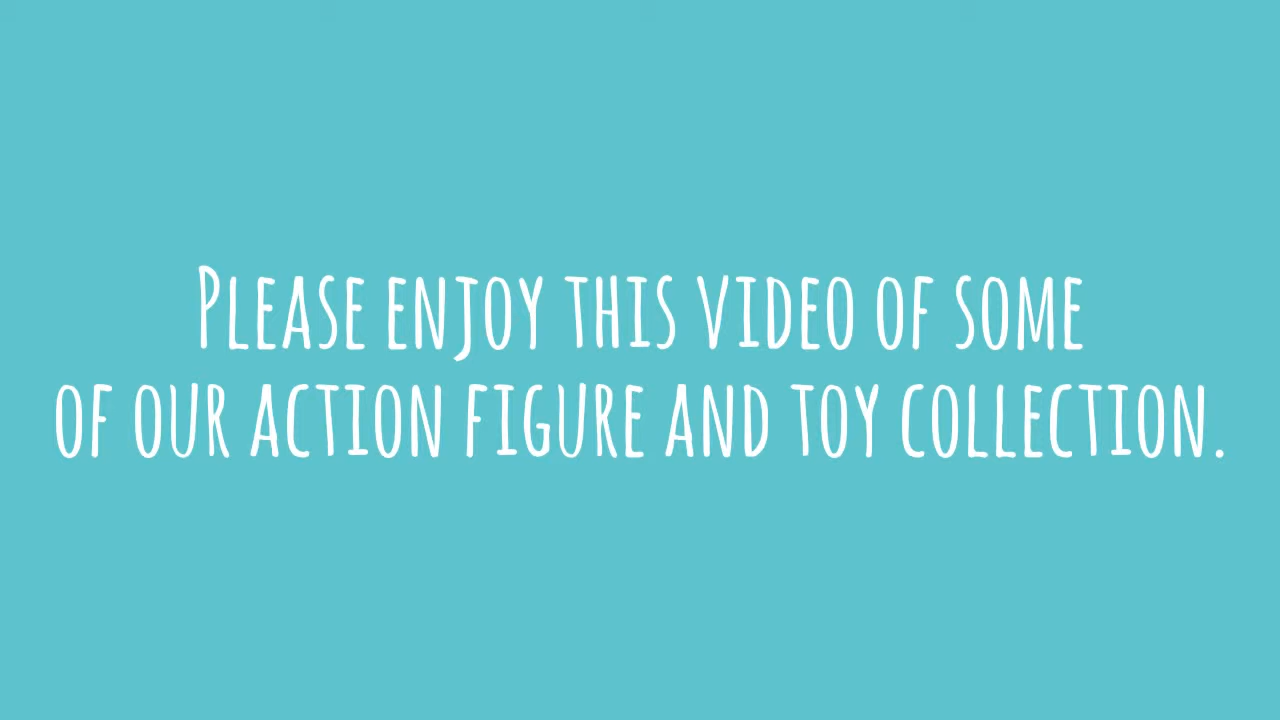 Please enjoy this video of some
of our action figure and toy collection.